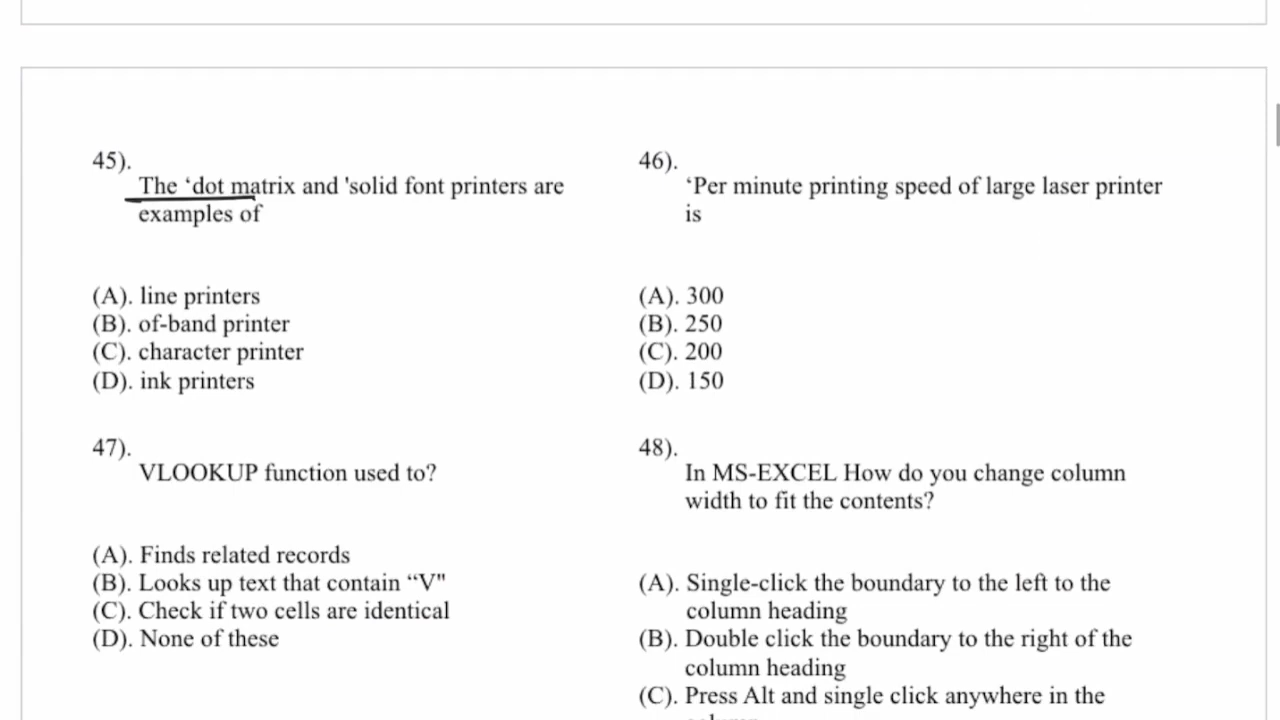 45).
The ‘dot matrix and 'solid font printers are
examples of
(A). line printers
(B). of-band printer
(C). character printer
(D). ink printers
46).
‘Per minute printing speed of large laser printer
is
(A). 300
(B). 250
(C). 200
(D). 150
47).
VLOOKUP function used to?
(A). Finds related records
(B). Looks up text that contain “V"
(C). Check if two cells are identical
(D). None of these
48).
In MS-EXCEL How do you change column
width to fit the contents?
(A). Single-click the boundary to the left to the
column heading
(B). Double click the boundary to the right of the
column heading
(C). Press Alt and single click anywhere in the